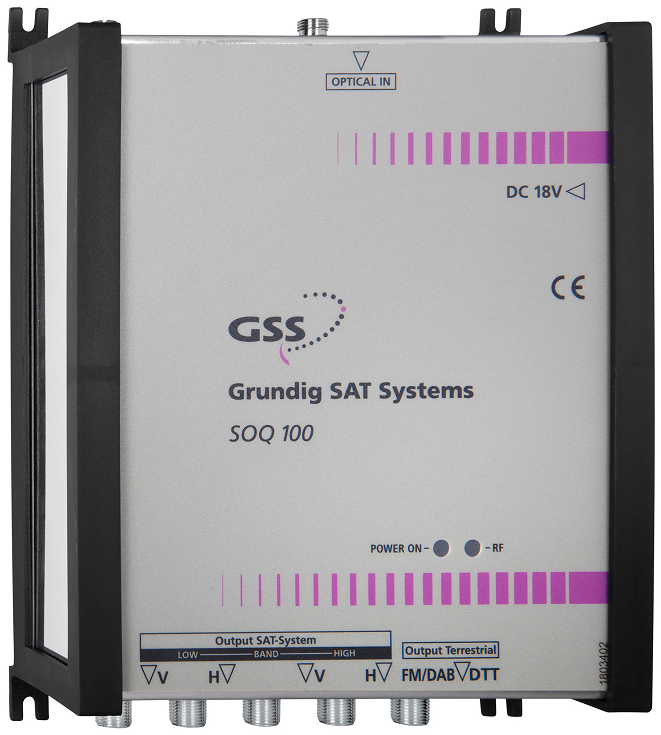 OPTICAL IN
DC 18V
CE
GSS
Grundig SAT Systems
SOQ 100
POWER ON - - RF
Output SAT-System
LOW BAND HIGH
Output Terrestrial
V H V H FM/DAB DTT
1803402